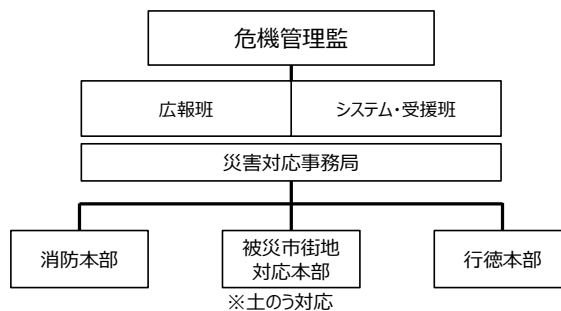 危機管理監
広報班
システム・受援班
災害対応事務局
消防本部
被災市街地
対応本部
行徳本部
※土のう対応